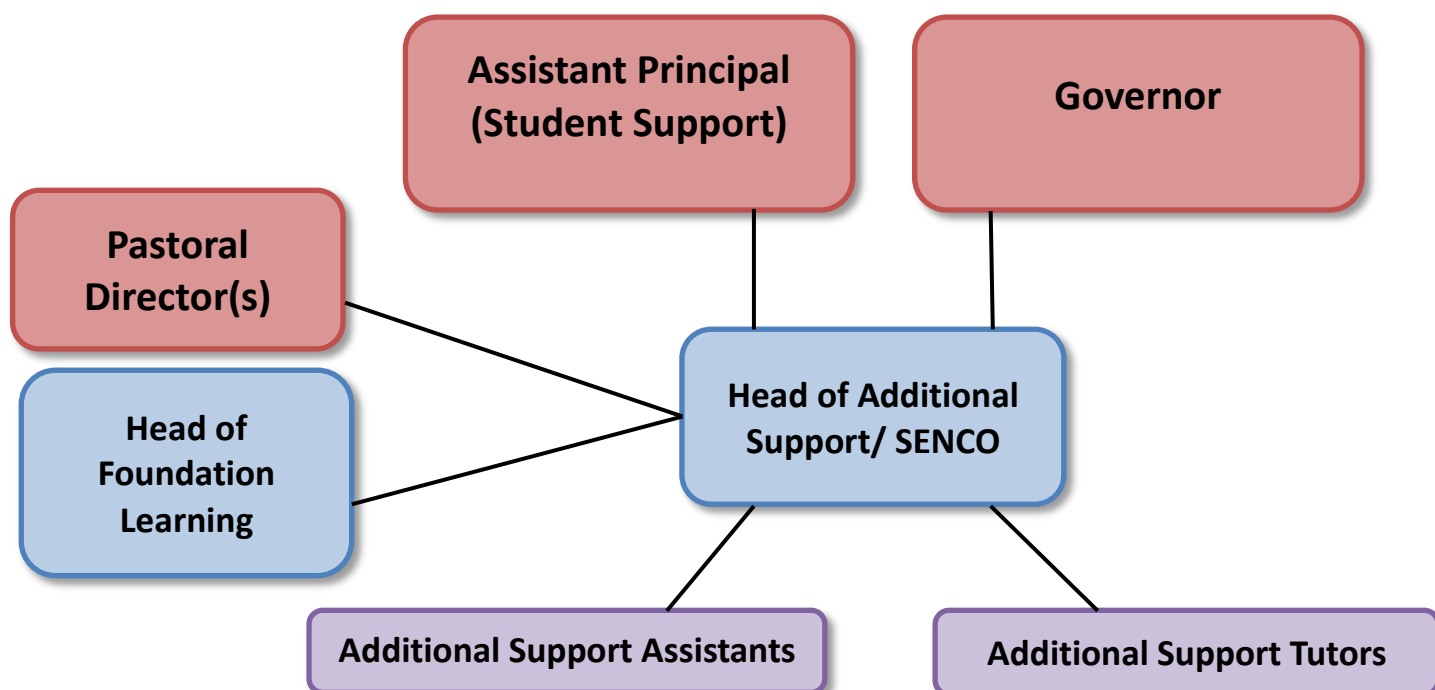 Assistant Principal
(Student Support)
Governor
Pastoral
Director(s)
Head of Additional
Support/ SENCO
Head of
Foundation
Learning
Additional Support Assistants
Additional Support Tutors